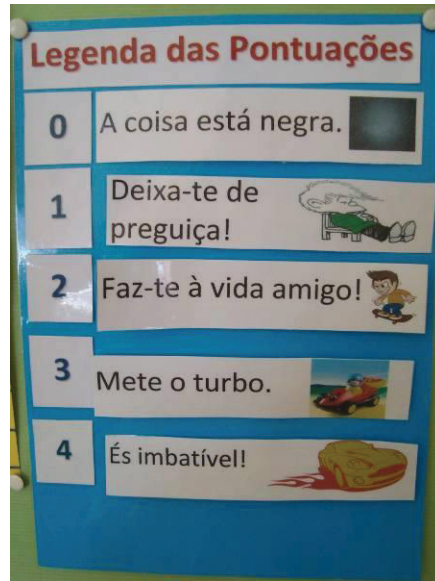 Legenda das Pontuações
0 A coisa está negra.
1 Deixa-te de
preguiça!
2 Faz-te à vida amigo!
3 Mete o turbo.
4 És imbatível!